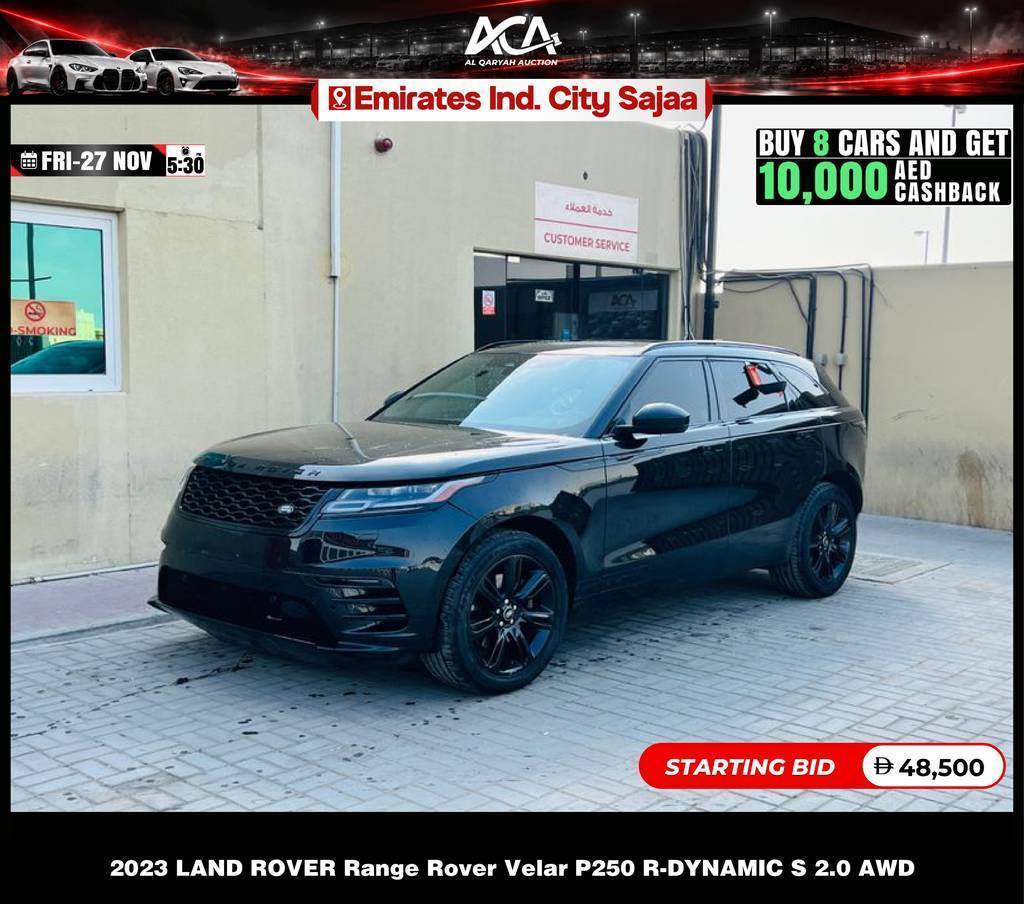 ACA
AL QARYAH AUCTION
Emirates Ind. City Sajaa
FRI-27 NOV 5:30
BUY 8 CARS AND GET
10,000 AED CASHBACK
خدمة العملاء
CUSTOMER SERVICE
ACA
-SMOKING
STARTING BID 48,500
2023 LAND ROVER Range Rover Velar P250 R-DYNAMIC S 2.0 AWD